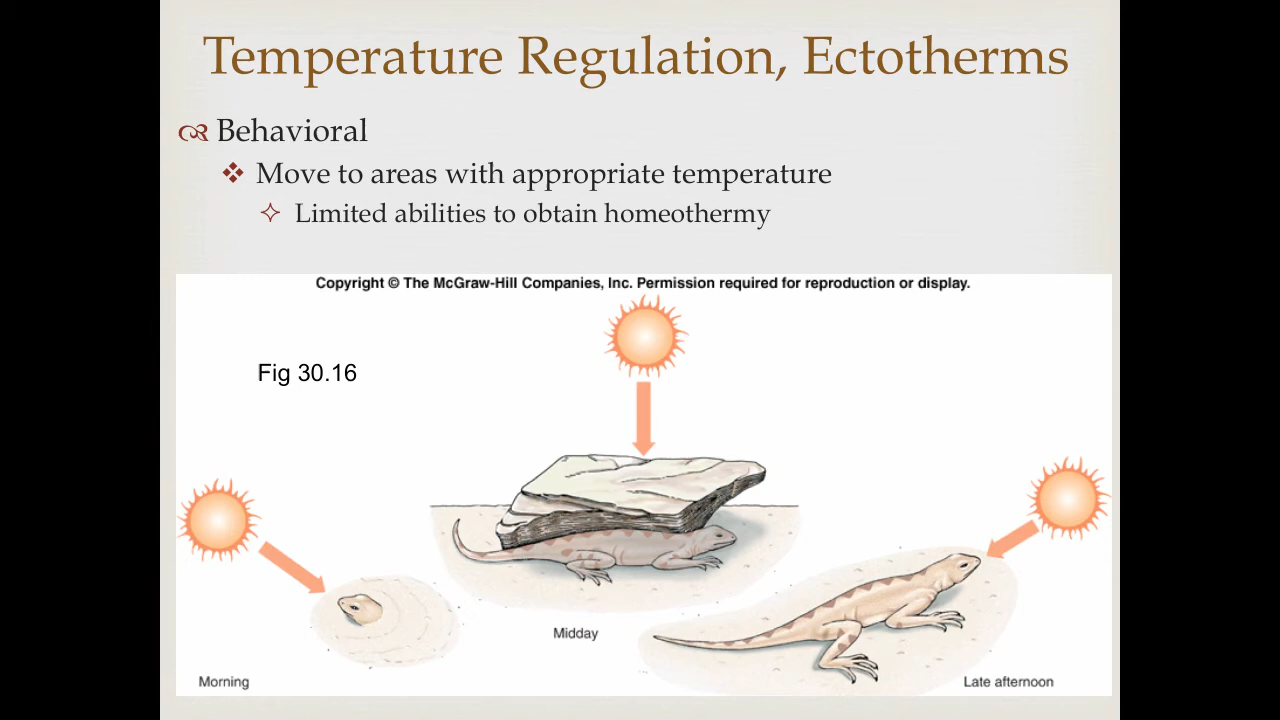 Temperature Regulation, Ectotherms
Behavioral
Move to areas with appropriate temperature
Limited abilities to obtain homeothermy
Copyright © The McGraw-Hill Companies, Inc. Permission required for reproduction or display.
Fig 30.16
Midday
Morning
Late afternoon